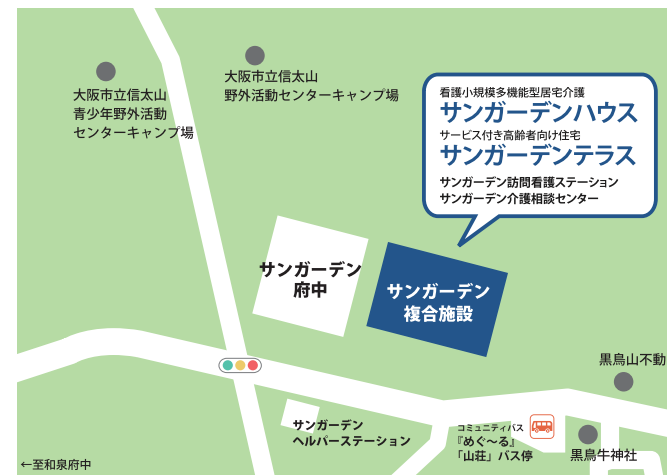 大阪市立信太山
青少年野外活動
センターキャンプ場
大阪市立信太山
野外活動センターキャンプ場
看護小規模多機能型居宅介護
サンガーデンハウス
サービス付き高齢者向け住宅
サンガーデンテラス
サンガーデン訪問看護ステーション
サンガーデン介護相談センター
サンガーデン
府中
サンガーデン
複合施設
黒鳥山不動
サンガーデン
ヘルパーステーション
コミュニティバス
『めぐ〜る』
「山荘」バス停
黒鳥牛神社
←至和泉府中